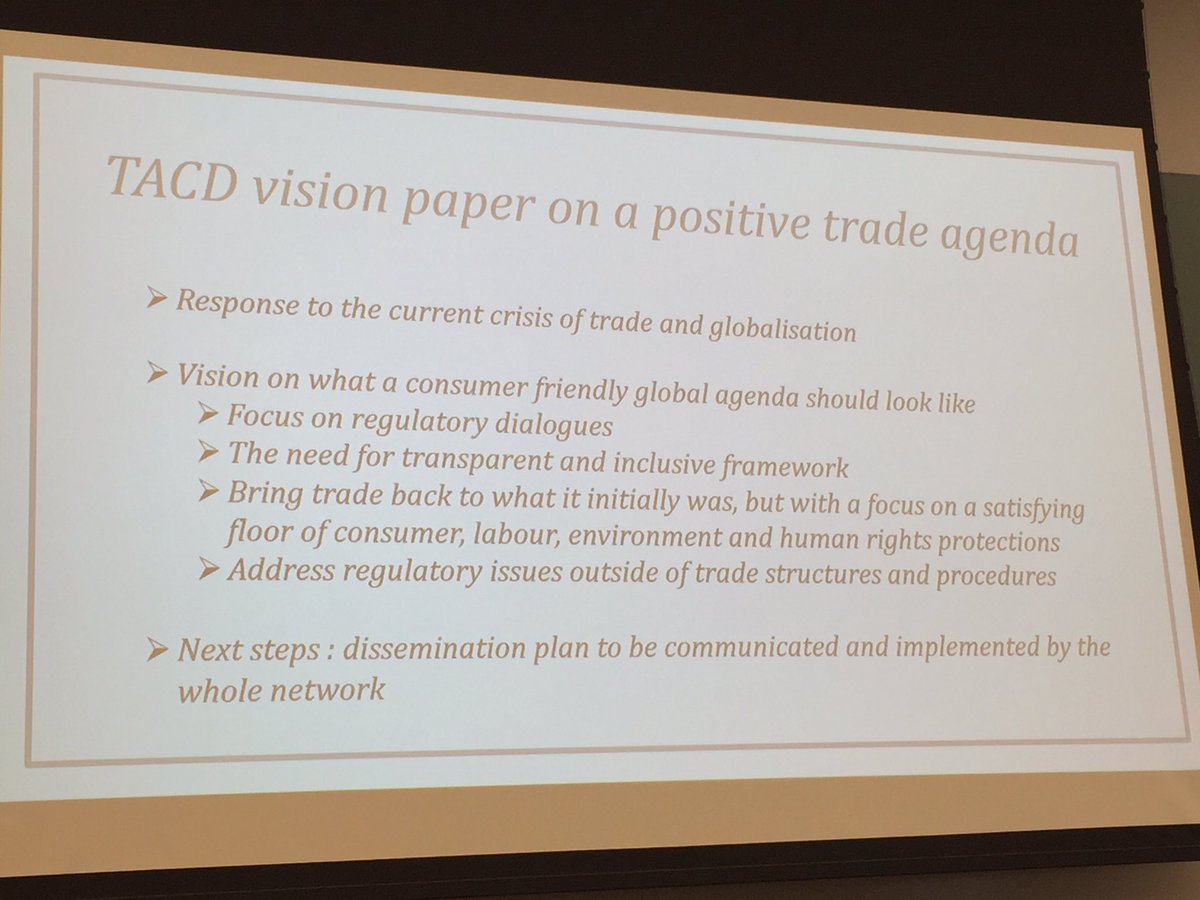 TACD vision paper on a positive trade agenda
➢ Response to the current crisis of trade and globalisation
➢ Vision on what a consumer friendly global agenda should look like
➢ Focus on regulatory dialogues
➢ The need for transparent and inclusive framework
➢ Bring trade back to what it initially was, but with a focus on a satisfying
floor of consumer, labour, environment and human rights protections
➢ Address regulatory issues outside of trade structures and procedures
➢ Next steps : dissemination plan to be communicated and implemented by the
whole network